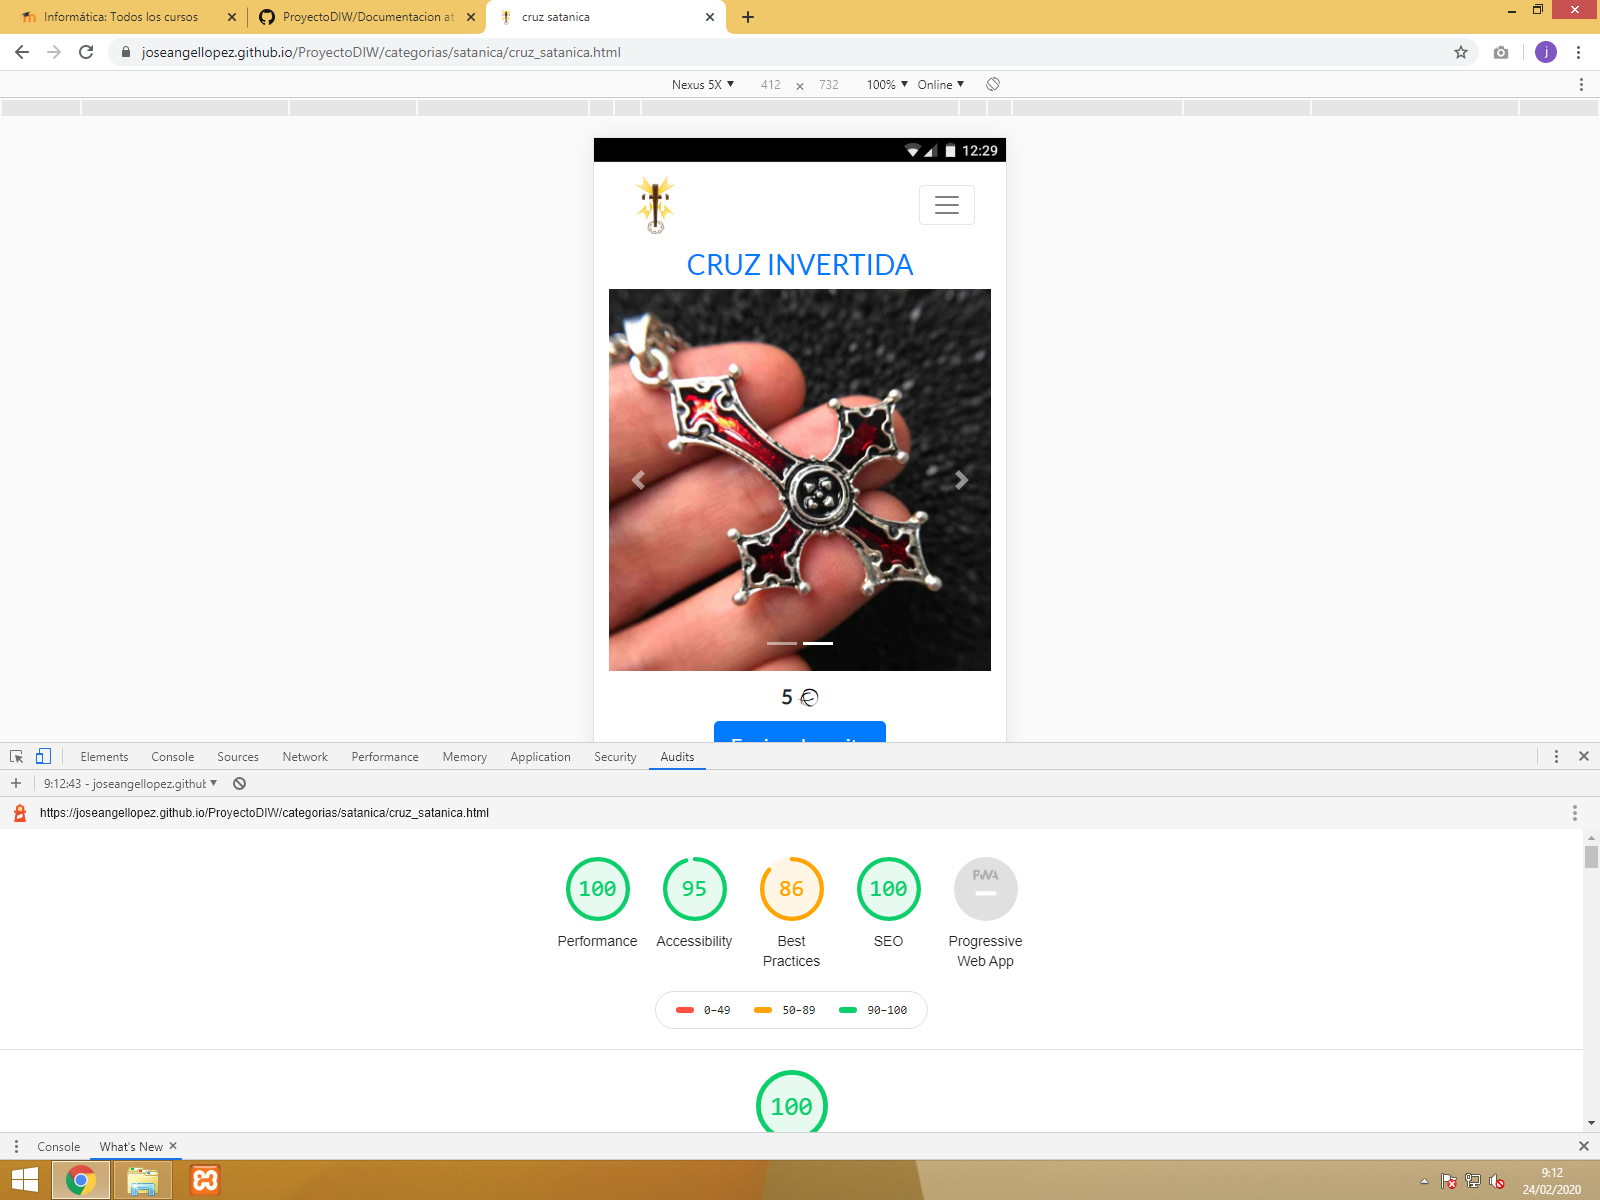 Informática: Todos los cursos
ProyectoDIW/Documentacion at
cruz satanica
joseangellopez.github.io/ProyectoDIW/categorias/satanica/cruz_satanica.html
j
Nexus 5X 412 x 732 100% Online
12:29
CRUZ INVERTIDA
5
Elements Console Sources Network Performance Memory Application Security Audits
9:12:43 - joseangellopez.github
https://joseangellopez.github.io/ProyectoDIW/categorias/satanica/cruz_satanica.html
100 95 86 100 PWA
Performance Accessibility Best Practices SEO Progressive Web App
0–49 50–89 90–100
100
Console What's New
9:12
24/02/2020